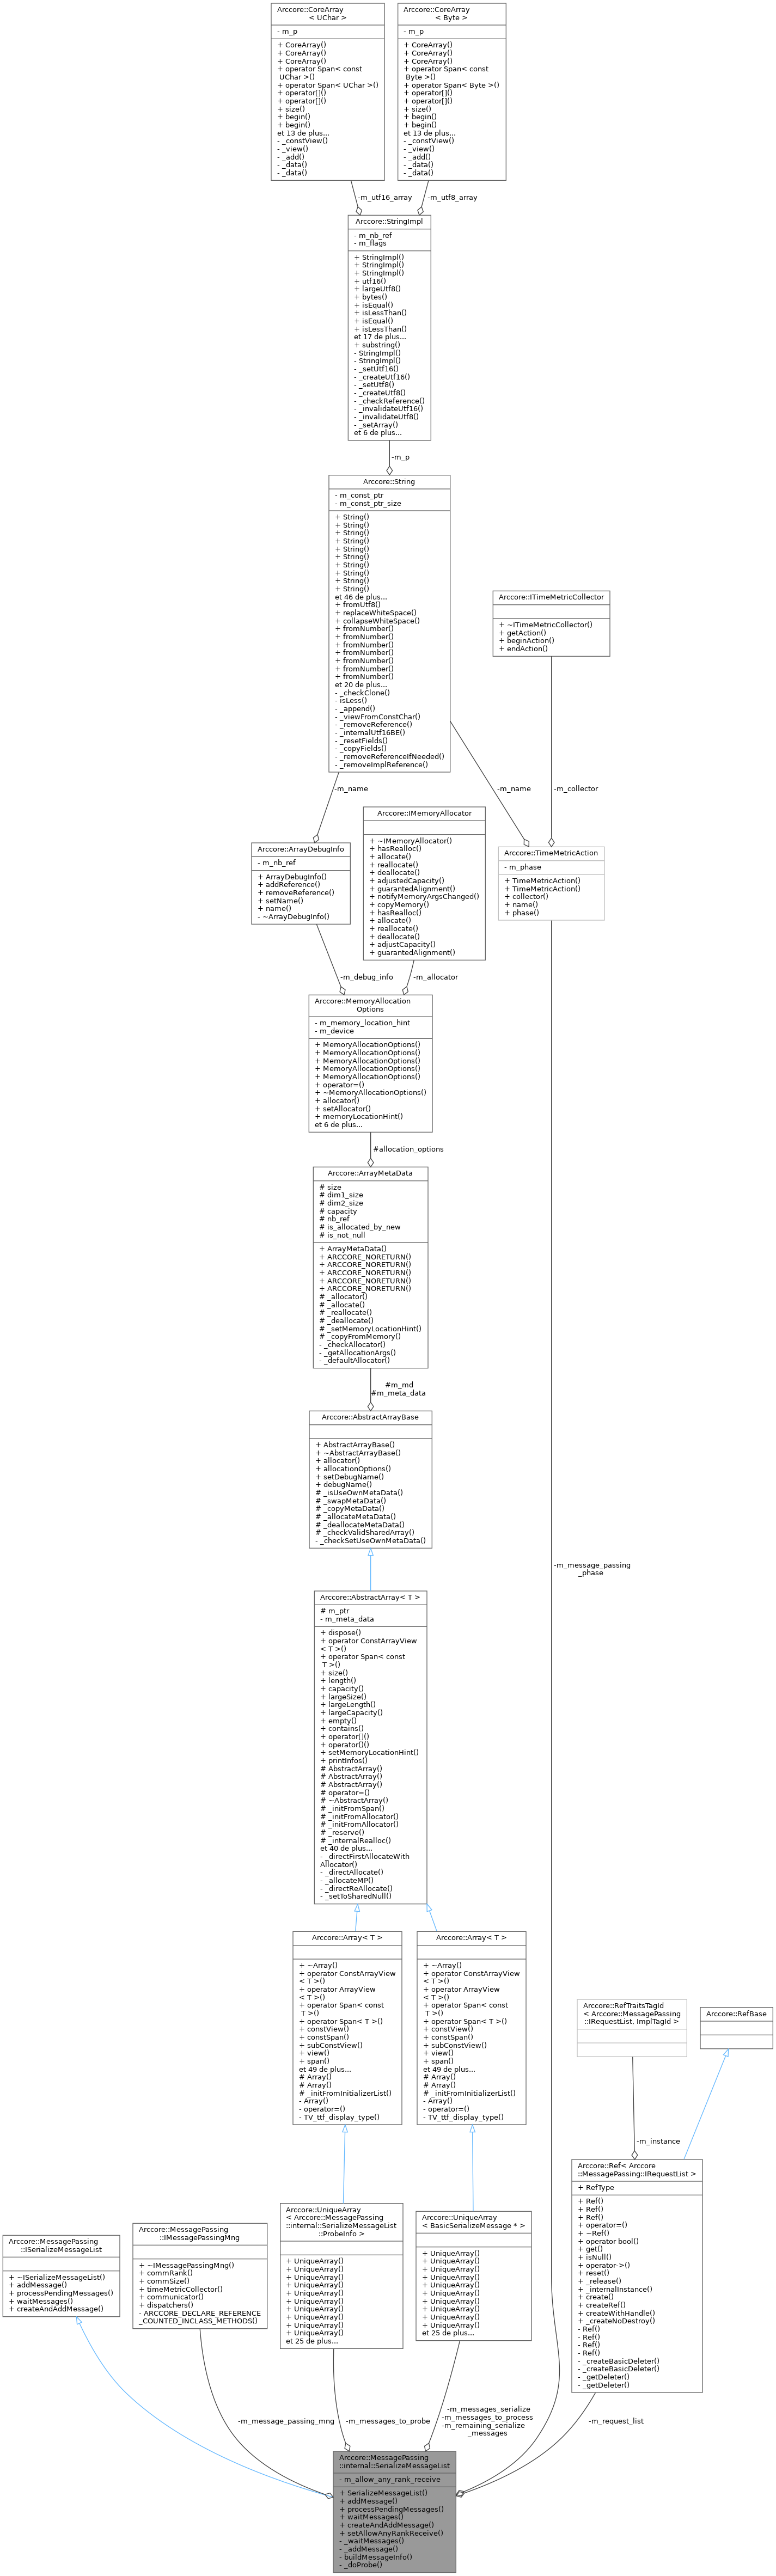 Arccore::CoreArray
< UChar >
- m_p
+ CoreArray()
+ CoreArray()
+ CoreArray()
+ operator Span< const
UChar >()
+ operator Span< UChar >()
+ operator[]()
+ operator[]()
+ size()
+ begin()
+ begin()
et 13 de plus...
- _constView()
- _view()
- _add()
- _data()
- _data()
Arccore::CoreArray
< Byte >
- m_p
+ CoreArray()
+ CoreArray()
+ CoreArray()
+ operator Span< const
Byte >()
+ operator Span< Byte >()
+ operator[]()
+ operator[]()
+ size()
+ begin()
+ begin()
et 13 de plus...
- _constView()
- _view()
- _add()
- _data()
- _data()
-m_utf16_array
-m_utf8_array
Arccore::StringImpl
- m_nb_ref
- m_flags
+ StringImpl()
+ StringImpl()
+ StringImpl()
+ utf16()
+ largeUtf8()
+ bytes()
+ isEqual()
+ isLessThan()
+ isEqual()
+ isLessThan()
et 17 de plus...
+ substring()
- StringImpl()
- StringImpl()
- _setUtf16()
- _createUtf16()
- _setUtf8()
- _createUtf8()
- _checkReference()
- _invalidateUtf16()
- _invalidateUtf8()
- _setArray()
et 6 de plus...
-m_p
Arccore::String
- m_const_ptr
- m_const_ptr_size
+ String()
+ String()
+ String()
+ String()
+ String()
+ String()
+ String()
+ String()
+ String()
+ String()
et 46 de plus...
+ fromUtf8()
+ replaceWhiteSpace()
+ collapseWhiteSpace()
+ fromNumber()
+ fromNumber()
+ fromNumber()
+ fromNumber()
+ fromNumber()
+ fromNumber()
+ fromNumber()
et 20 de plus...
- _checkClone()
- isLess()
- _append()
- _viewFromConstChar()
- _removeReference()
- _internalUtf16BE()
- _resetFields()
- _copyFields()
- _removeReferenceIfNeeded()
- _removeImplReference()
Arccore::ITimeMetricCollector
+ ~ITimeMetricCollector()
+ getAction()
+ beginAction()
+ endAction()
-m_name
-m_name
-m_collector
Arccore::ArrayDebugInfo
- m_nb_ref
+ ArrayDebugInfo()
+ addReference()
+ removeReference()
+ setName()
+ name()
- ~ArrayDebugInfo()
Arccore::IMemoryAllocator
+ ~IMemoryAllocator()
+ hasRealloc()
+ allocate()
+ reallocate()
+ deallocate()
+ adjustedCapacity()
+ guarantedAlignment()
+ notifyMemoryArgsChanged()
+ copyMemory()
+ hasRealloc()
+ allocate()
+ reallocate()
+ deallocate()
+ adjustCapacity()
+ guarantedAlignment()
Arccore::TimeMetricAction
- m_phase
+ TimeMetricAction()
+ TimeMetricAction()
+ collector()
+ name()
+ phase()
-m_debug_info
-m_allocator
Arccore::MemoryAllocation
Options
- m_memory_location_hint
- m_device
+ MemoryAllocationOptions()
+ MemoryAllocationOptions()
+ MemoryAllocationOptions()
+ MemoryAllocationOptions()
+ MemoryAllocationOptions()
+ operator=()
+ ~MemoryAllocationOptions()
+ allocator()
+ setAllocator()
+ memoryLocationHint()
et 6 de plus...
#allocation_options
Arccore::ArrayMetaData
# size
# dim1_size
# dim2_size
# capacity
# nb_ref
# is_allocated_by_new
# is_not_null
+ ArrayMetaData()
+ ARCCORE_NORETURN()
+ ARCCORE_NORETURN()
+ ARCCORE_NORETURN()
+ ARCCORE_NORETURN()
+ ARCCORE_NORETURN()
# _allocator()
# _allocate()
# _reallocate()
# _deallocate()
# _setMemoryLocationHint()
# _copyFromMemory()
- _checkAllocator()
- _getAllocationArgs()
- _defaultAllocator()
#m_md
#m_meta_data
Arccore::AbstractArrayBase
+ AbstractArrayBase()
+ ~AbstractArrayBase()
+ allocator()
+ allocationOptions()
+ setDebugName()
+ debugName()
# _isUseOwnMetaData()
# _swapMetaData()
# _copyMetaData()
# _allocateMetaData()
# _deallocateMetaData()
# _checkValidSharedArray()
- _checkSetUseOwnMetaData()
-m_message_passing
_phase
Arccore::AbstractArray< T >
# m_ptr
- m_meta_data
+ dispose()
+ operator ConstArrayView
< T >()
+ operator Span< const
T >()
+ size()
+ length()
+ capacity()
+ largeSize()
+ largeLength()
+ largeCapacity()
+ empty()
+ contains()
+ operator[]()
+ operator()()
+ setMemoryLocationHint()
+ printInfos()
# AbstractArray()
# AbstractArray()
# AbstractArray()
# operator=()
# ~AbstractArray()
# _initFromSpan()
# _initFromAllocator()
# _initFromAllocator()
# _reserve()
# _internalRealloc()
et 40 de plus...
- _directFirstAllocateWith
Allocator()
- _directAllocate()
- _allocateMP()
- _directReAllocate()
- _setToSharedNull()
Arccore::Array< T >
+ ~Array()
+ operator ConstArrayView
< T >()
+ operator ArrayView
< T >()
+ operator Span< const
T >()
+ operator Span< T >()
+ constView()
+ constSpan()
+ subConstView()
+ view()
+ span()
et 49 de plus...
# Array()
# Array()
# _initFromInitializerList()
- Array()
- operator=()
- TV_ttf_display_type()
Arccore::Array< T >
+ ~Array()
+ operator ConstArrayView
< T >()
+ operator ArrayView
< T >()
+ operator Span< const
T >()
+ operator Span< T >()
+ constView()
+ constSpan()
+ subConstView()
+ view()
+ span()
et 49 de plus...
# Array()
# Array()
# _initFromInitializerList()
- Array()
- operator=()
- TV_ttf_display_type()
Arccore::RefTraitsTagId
< Arccore::MessagePassing
::IRequestList, ImplTagId >
Arccore::RefBase
-m_instance
Arccore::MessagePassing
::ISerializeMessageList
+ ~ISerializeMessageList()
+ addMessage()
+ processPendingMessages()
+ waitMessages()
+ createAndAddMessage()
Arccore::MessagePassing
::IMessagePassingMng
+ ~IMessagePassingMng()
+ commRank()
+ commSize()
+ timeMetricCollector()
+ communicator()
+ dispatchers()
- ARCCORE_DECLARE_REFERENCE
_COUNTED_INCLASS_METHODS()
Arccore::UniqueArray
< Arccore::MessagePassing
::internal::SerializeMessageList
::ProbeInfo >
+ UniqueArray()
+ UniqueArray()
+ UniqueArray()
+ UniqueArray()
+ UniqueArray()
+ UniqueArray()
+ UniqueArray()
+ UniqueArray()
+ UniqueArray()
+ UniqueArray()
et 25 de plus...
Arccore::UniqueArray
< BasicSerializeMessage * >
+ UniqueArray()
+ UniqueArray()
+ UniqueArray()
+ UniqueArray()
+ UniqueArray()
+ UniqueArray()
+ UniqueArray()
+ UniqueArray()
+ UniqueArray()
+ UniqueArray()
et 25 de plus...
Arccore::Ref< Arccore
::MessagePassing::IRequestList >
+ RefType
+ Ref()
+ Ref()
+ Ref()
+ operator=()
+ ~Ref()
+ operator bool()
+ get()
+ isNull()
+ operator->()
+ reset()
+ _release()
+ _internalInstance()
+ create()
+ createRef()
+ createWithHandle()
+ _createNoDestroy()
- Ref()
- Ref()
- Ref()
- Ref()
- _createBasicDeleter()
- _createBasicDeleter()
- _getDeleter()
- _getDeleter()
-m_message_passing_mng
-m_messages_to_probe
-m_messages_serialize
-m_messages_to_process
-m_remaining_serialize
_messages
-m_request_list
Arccore::MessagePassing
::internal::SerializeMessageList
- m_allow_any_rank_receive
+ SerializeMessageList()
+ addMessage()
+ processPendingMessages()
+ waitMessages()
+ createAndAddMessage()
+ setAllowAnyRankReceive()
- _waitMessages()
- _addMessage()
- buildMessageInfo()
- _doProbe()